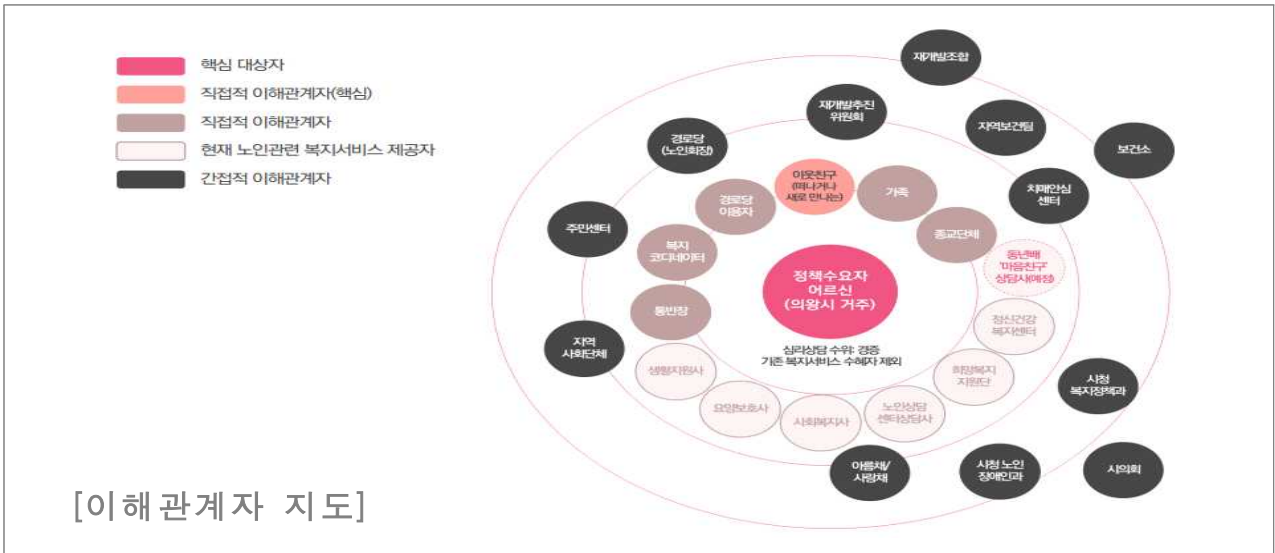 핵심 대상자
직접적 이해관계자(핵심)
직접적 이해관계자
현재 노인관련 복지서비스 제공자
간접적 이해관계자
재개발조합
재개발추진
위원회
지역보건팀
보건소
경로당
(노인회장)
이웃친구
(떠나거나
새로 만나는)
가족
치매안심
센터
경로당
이용자
종교단체
주민센터
복지
코디네이터
동년배
'마음친구'
상담사(예정)
정책수요자
어르신
(의왕시 거주)
통반장
정신건강
복지센터
지역
사회단체
심리상담 수위: 경증
기존 복지서비스 수혜자 제외
생활지원사
희망복지
지원단
시청
복지정책과
요양보호사
사회복지사
노인상담
센터상담사
아름채/
사랑채
시청 노인
장애인과
시의회
[이해관계자 지도]